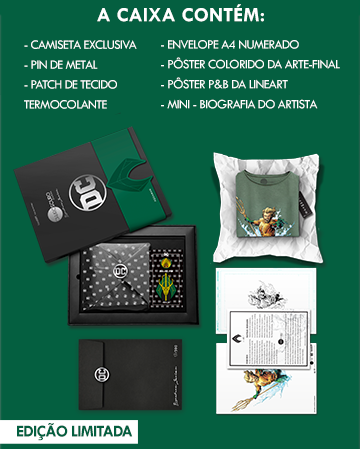 A CAIXA CONTÉM:
- CAMISETA EXCLUSIVA
- PIN DE METAL
- PATCH DE TECIDO
TERMOCOLANTE
- ENVELOPE A4 NUMERADO
- PÔSTER COLORIDO DA ARTE-FINAL
- PÔSTER P&B DA LINEART
- MINI - BIOGRAFIA DO ARTISTA
DC
DC
DC
EDIÇÃO LIMITADA